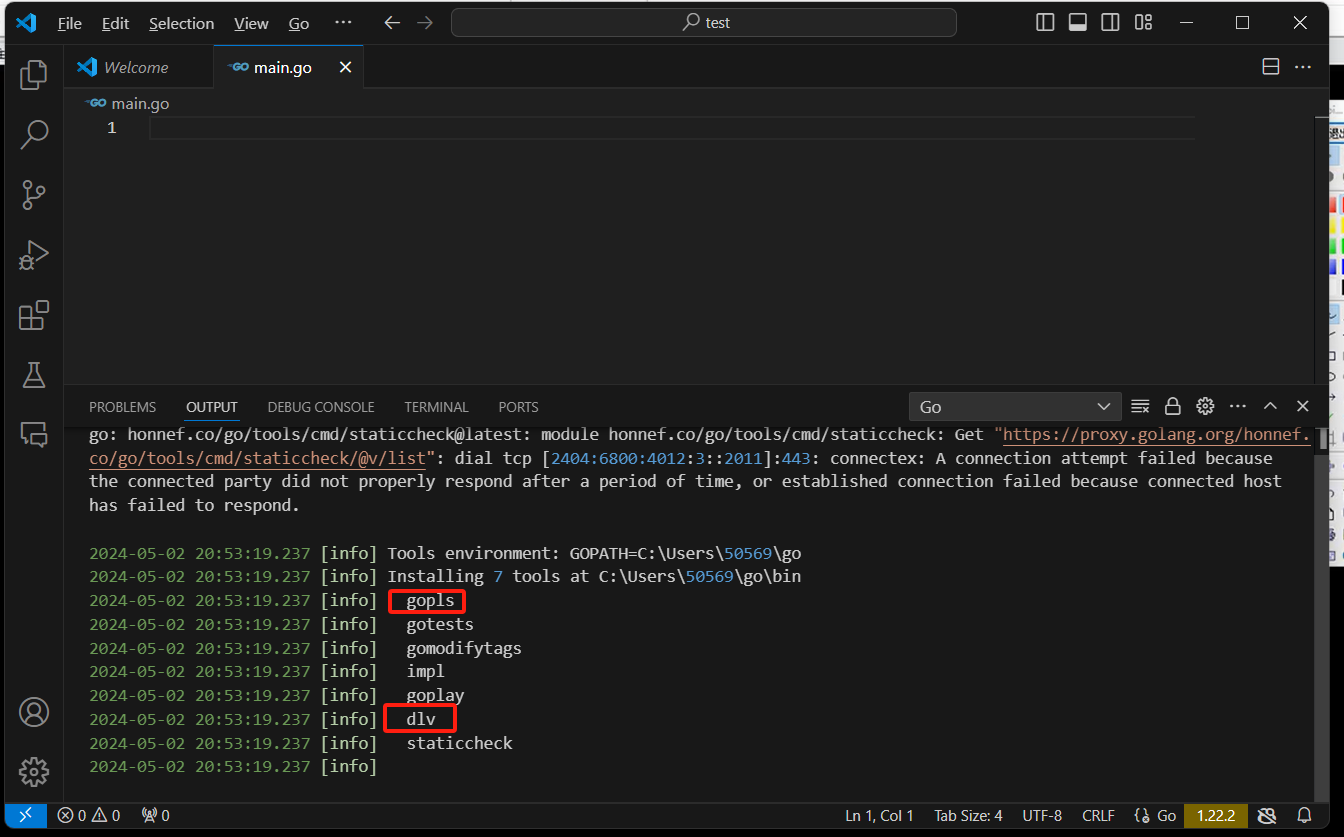 File Edit Selection View Go ··· test
Welcome main.go
main.go
1
PROBLEMS OUTPUT DEBUG CONSOLE TERMINAL PORTS Go
go: honnef.co/go/tools/cmd/staticcheck@latest: module honnef.co/go/tools/cmd/staticcheck: Get "https://proxy.golang.org/honnef.
co/go/tools/cmd/staticcheck/@v/list": dial tcp [2404:6800:4012:3::2011]:443: connectex: A connection attempt failed because
the connected party did not properly respond after a period of time, or established connection failed because connected host
has failed to respond.
2024-05-02 20:53:19.237 [info] Tools environment: GOPATH=C:\Users\50569\go
2024-05-02 20:53:19.237 [info] Installing 7 tools at C:\Users\50569\go\bin
2024-05-02 20:53:19.237 [info] gopls
2024-05-02 20:53:19.237 [info] gotests
2024-05-02 20:53:19.237 [info] gomodifytags
2024-05-02 20:53:19.237 [info] impl
2024-05-02 20:53:19.237 [info] goplay
2024-05-02 20:53:19.237 [info] dlv
2024-05-02 20:53:19.237 [info] staticcheck
2024-05-02 20:53:19.237 [info]
0 0 0 Ln 1, Col 1 Tab Size: 4 UTF-8 CRLF Go 1.22.2